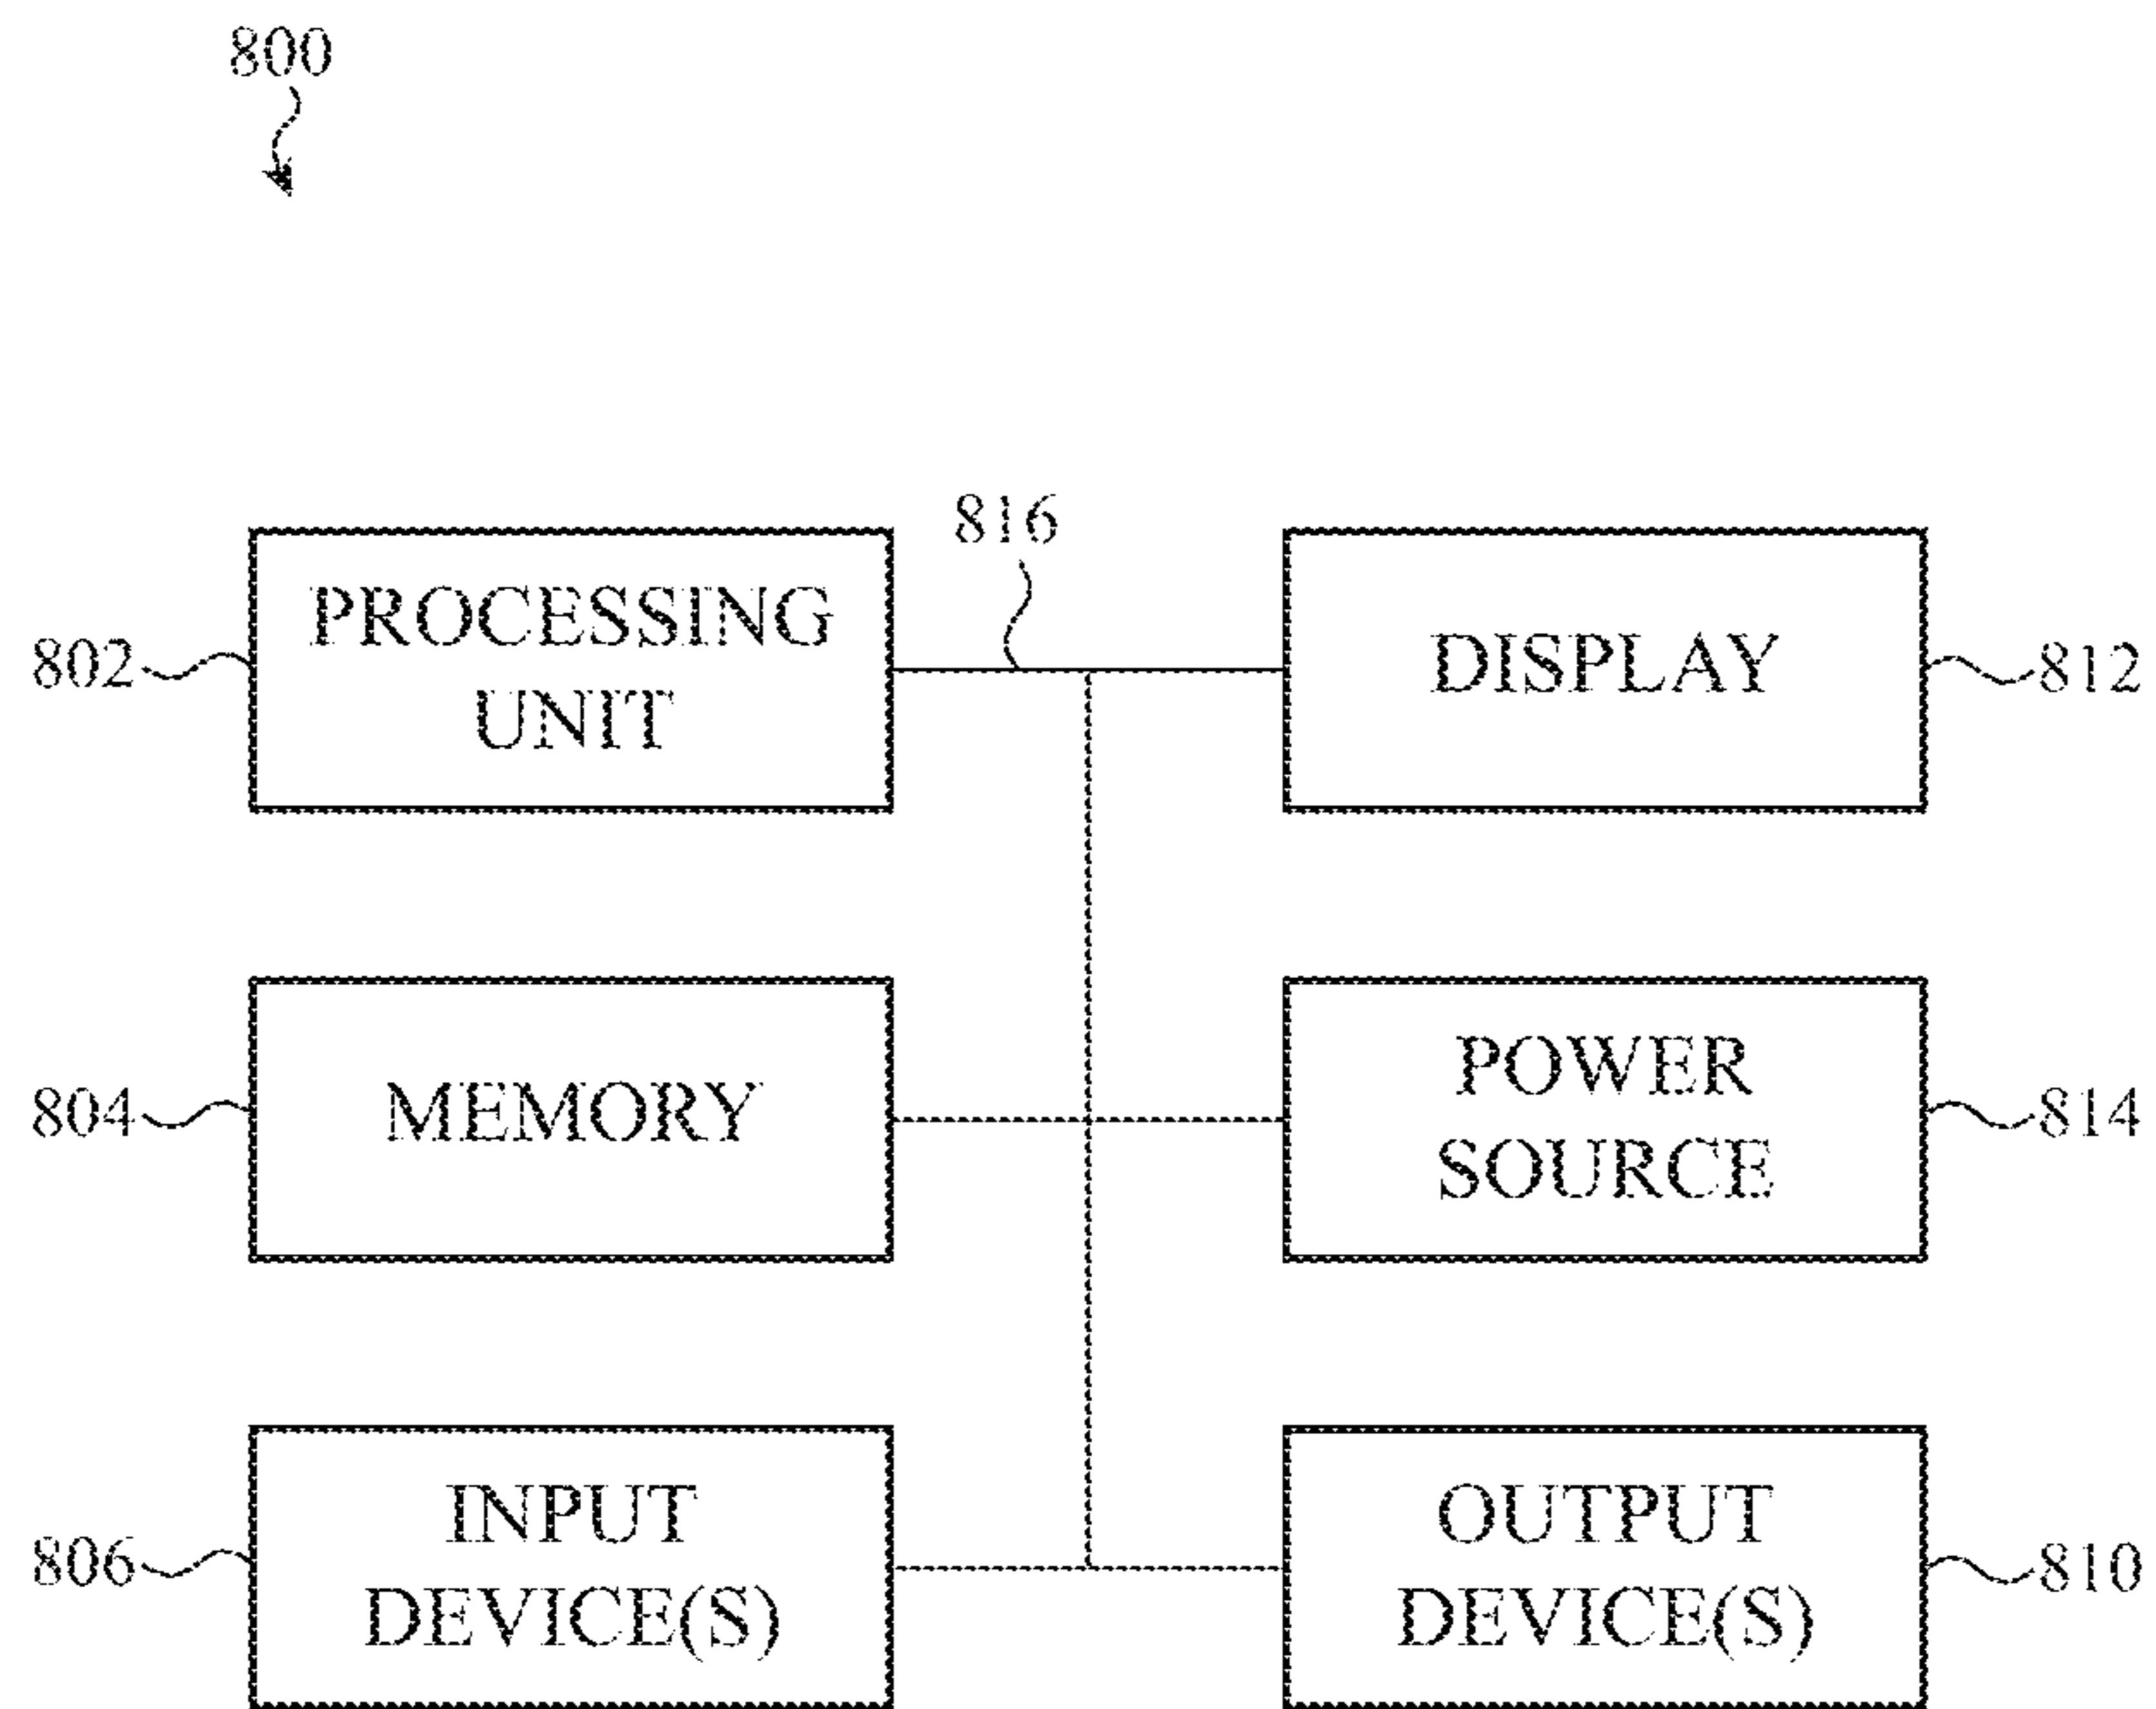 800
816
802
PROCESSING
UNIT
DISPLAY
812
804
MEMORY
POWER
SOURCE
814
806
INPUT
DEVICE(S)
OUTPUT
DEVICE(S)
810